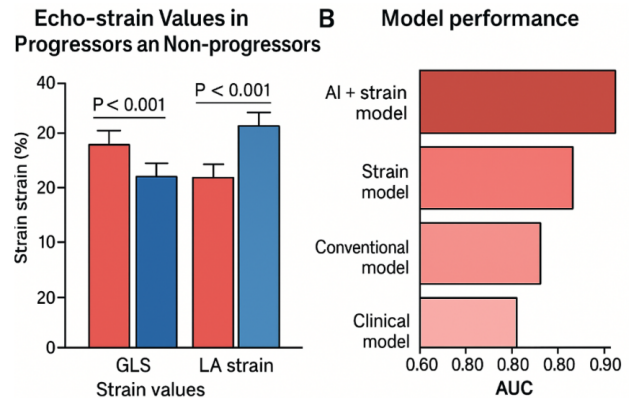 Echo-strain Values in
Progressors an Non-progressors
Strain strain (%)
40
20
20
10
20
0
P < 0.001
P < 0.001
GLS
LA strain
Strain values
B
Model performance
AI + strain
model
Strain
model
Conventional
model
Clinical
model
0.60 0.80 0.80 0.80 0.90
AUC